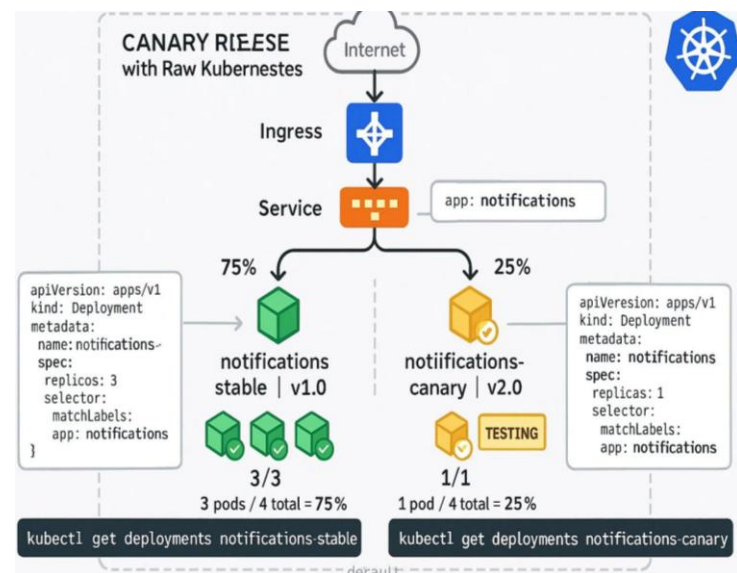 CANARY RIEESE
with Raw Kubernestes
Internet
Ingress
Service
app: notifications
75%
25%
apiVersion: apps/v1
kind: Deployment
metadata:
name: notifications-
spec:
replicos: 3
selector:
matchLabels:
app: notifications
}
notifications
stable | v1.0
3/3
3 pods / 4 total = 75%
notiifications-
canary | v2.0
TESTING
1/1
1 pod / 4 total = 25%
apiVeresion: apps/v1
kind: Deployment
metadata:
name: notifications
spec:
replicas: 1
selector:
matchLabels:
app: notifications
kubectl get deployments notifications-stable
kubectl get deployments notifications-canary